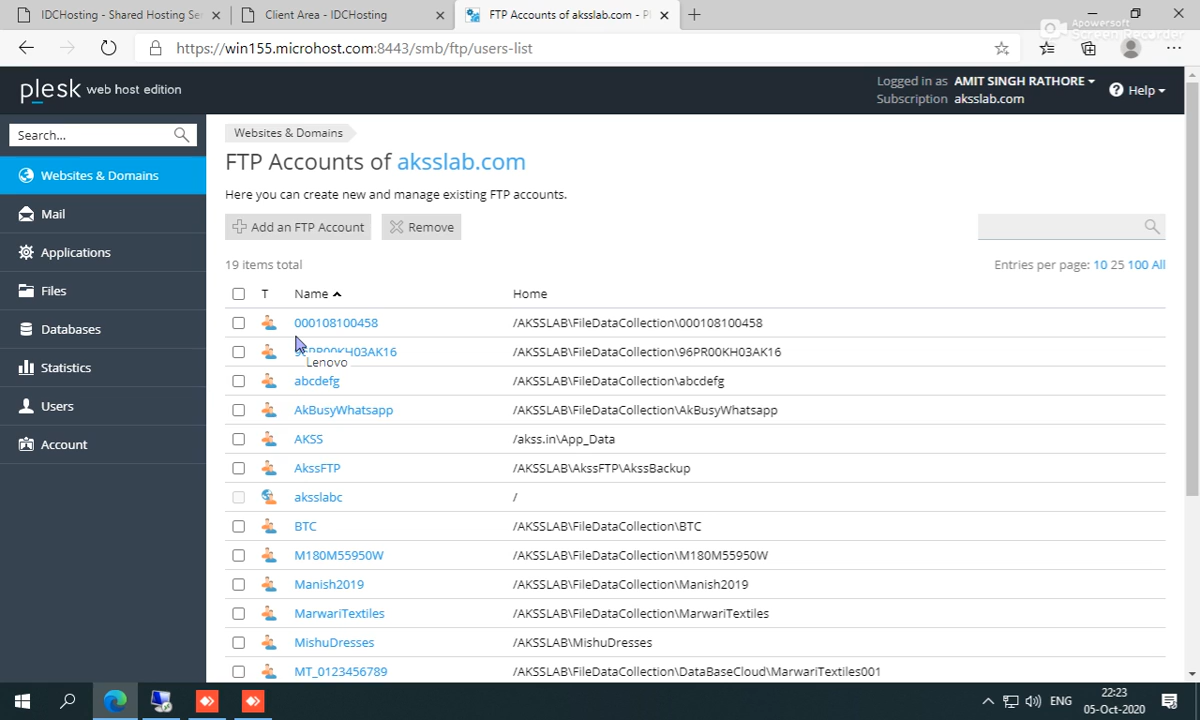 IDCHosting - Shared Hosting Se
Client Area - IDCHosting
FTP Accounts of aksslab.com - Pl
Apowersoft
Screen Recorder
https://win155.microhost.com:8443/smb/ftp/users-list
plesk web host edition
Logged in as AMIT SINGH RATHORE
Subscription aksslab.com
Help
Search...
Websites & Domains
Mail
Applications
Files
Databases
Statistics
Users
Account
Websites & Domains
FTP Accounts of aksslab.com
Here you can create new and manage existing FTP accounts.
Add an FTP Account
Remove
19 items total
Entries per page: 10 25 100 All
T Name Home
000108100458 /AKSSLAB\FileDataCollection\000108100458
96PR00KH03AK16 /AKSSLAB\FileDataCollection\96PR00KH03AK16
Lenovo
abcdefg /AKSSLAB\FileDataCollection\abcdefg
AkBusyWhatsapp /AKSSLAB\FileDataCollection\AkBusyWhatsapp
AKSS /akss.in\App_Data
AkssFTP /AKSSLAB\AkssFTP\AkssBackup
aksslabc /
BTC /AKSSLAB\FileDataCollection\BTC
M180M55950W /AKSSLAB\FileDataCollection\M180M55950W
Manish2019 /AKSSLAB\FileDataCollection\Manish2019
MarwariTextiles /AKSSLAB\FileDataCollection\MarwariTextiles
MishuDresses /AKSSLAB\MishuDresses
MT_0123456789 /AKSSLAB\FileDataCollection\DataBaseCloud\MarwariTextiles001
ENG
22:23
05-Oct-2020